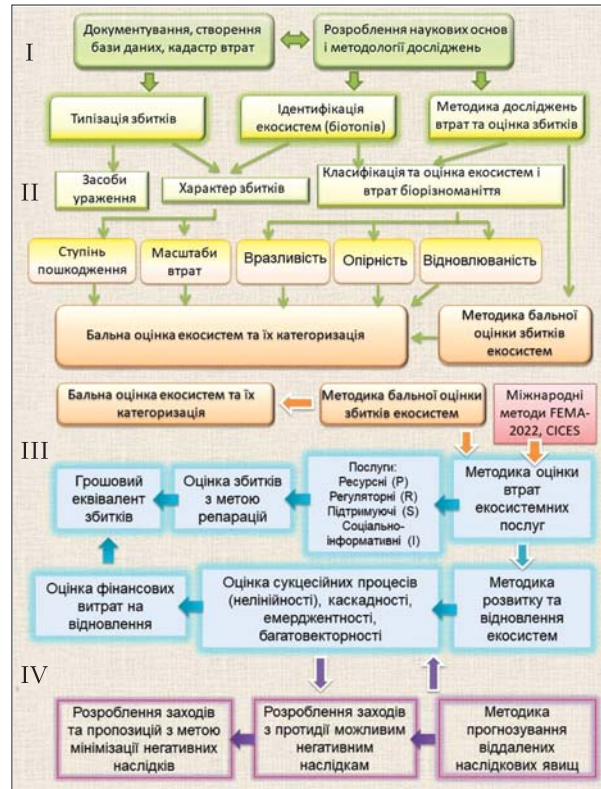 I
Документування, створення
бази даних, кадастр втрат
Розроблення наукових основ
і методології досліджень
Типізація збитків
Ідентифікація
екосистем (біотопів)
Методика досліджень
втрат та оцінка збитків
II
Засоби
ураження
Характер збитків
Класифікація та оцінка екосистем і
втрат біорізноманіття
Ступінь
пошкодження
Масштаби
втрат
Вразливість
Опірність
Відновлюваність
Бальна оцінка екосистем та їх категоризація
Методика бальної
оцінки збитків
екосистем
Бальна оцінка екосистем та їх
категоризація
Методика бальної оцінки
збитків екосистем
Міжнародні
методи FEMA-
2022, CICES
III
Грошовий
еквівалент
збитків
Оцінка збитків
з метою
репарацій
Послуги:
Ресурсні (P)
Регуляторні (R)
Підтримуючі (S)
Соціально-
інформативні (I)
Методика оцінки
втрат
екосистемних
послуг
Оцінка фінансових
витрат на
відновлення
Оцінка сукцесійних процесів
(нелінійності), каскадності,
емерджентності,
багатовекторності
Методика
розвитку та
відновлення
екосистем
IV
Розроблення заходів
та пропозицій з метою
мінімізації негативних
наслідків
Розроблення заходів
з протидії можливим
негативним
наслідкам
Методика
прогнозування
віддалених
наслідкових явищ